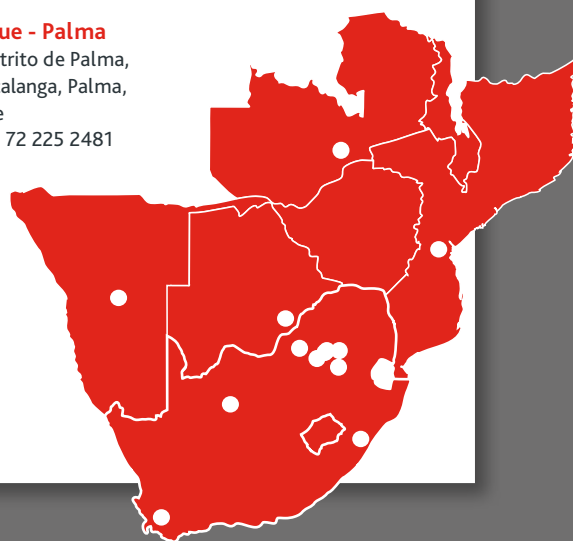 ue - Palma
trito de Palma,
alanga, Palma,
e
72 225 2481